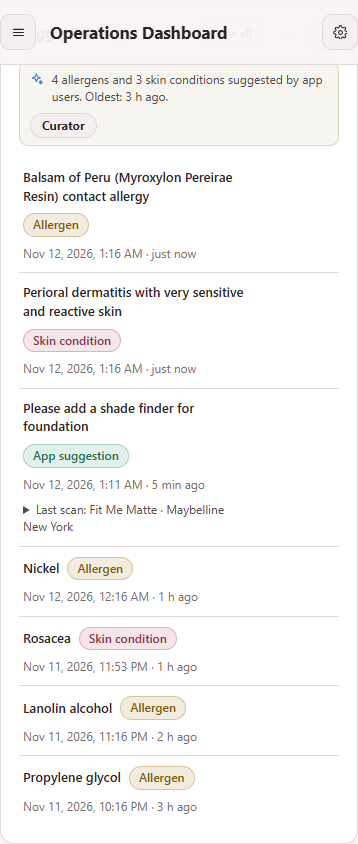 Operations Dashboard
4 allergens and 3 skin conditions suggested by app
users. Oldest: 3 h ago.
Curator
Balsam of Peru (Myroxylon Pereirae
Resin) contact allergy
Allergen
Nov 12, 2026, 1:16 AM · just now
Perioral dermatitis with very sensitive
and reactive skin
Skin condition
Nov 12, 2026, 1:16 AM · just now
Please add a shade finder for
foundation
App suggestion
Nov 12, 2026, 1:11 AM · 5 min ago
▶ Last scan: Fit Me Matte · Maybelline
New York
Nickel Allergen
Nov 12, 2026, 12:16 AM · 1 h ago
Rosacea Skin condition
Nov 11, 2026, 11:53 PM · 1 h ago
Lanolin alcohol Allergen
Nov 11, 2026, 11:16 PM · 2 h ago
Propylene glycol Allergen
Nov 11, 2026, 10:16 PM · 3 h ago